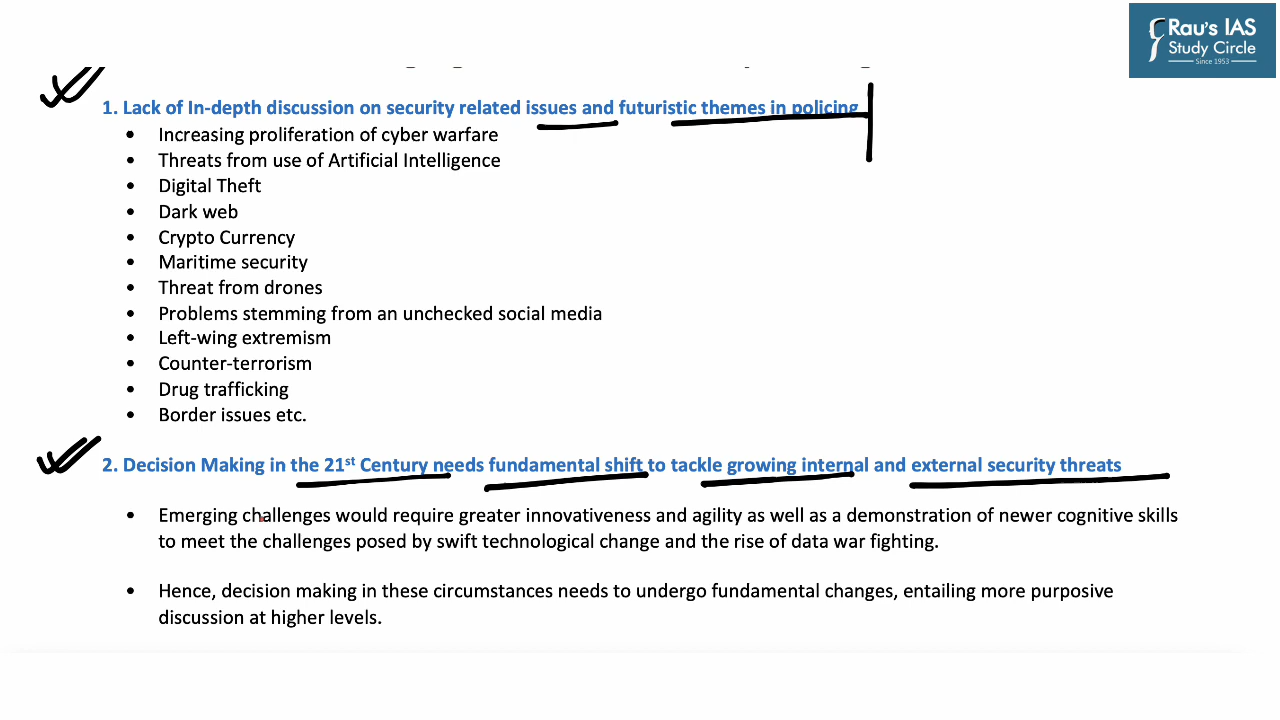 Rau's IAS
Study Circle
Since 1953
1. Lack of In-depth discussion on security related issues and futuristic themes in policing
• Increasing proliferation of cyber warfare
• Threats from use of Artificial Intelligence
• Digital Theft
• Dark web
• Crypto Currency
• Maritime security
• Threat from drones
• Problems stemming from an unchecked social media
• Left-wing extremism
• Counter-terrorism
• Drug trafficking
• Border issues etc.
2. Decision Making in the 21st Century needs fundamental shift to tackle growing internal and external security threats
• Emerging challenges would require greater innovativeness and agility as well as a demonstration of newer cognitive skills
to meet the challenges posed by swift technological change and the rise of data war fighting.
• Hence, decision making in these circumstances needs to undergo fundamental changes, entailing more purposive
discussion at higher levels.